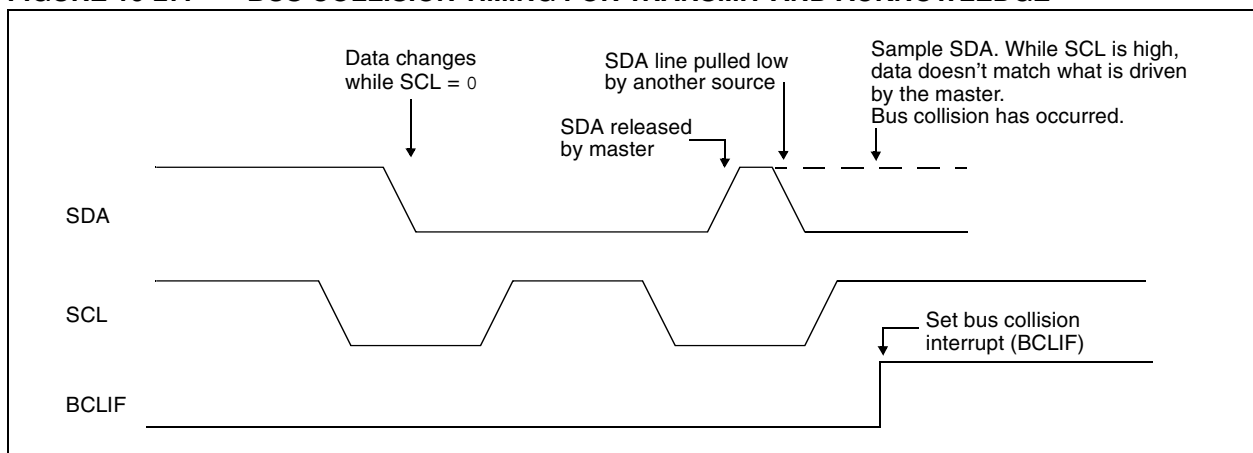 Data changes
while SCL = 0
SDA line pulled low
by another source
SDA released
by master
Sample SDA. While SCL is high,
data doesn't match what is driven
by the master.
Bus collision has occurred.
SDA
SCL
Set bus collision
interrupt (BCLIF)
BCLIF